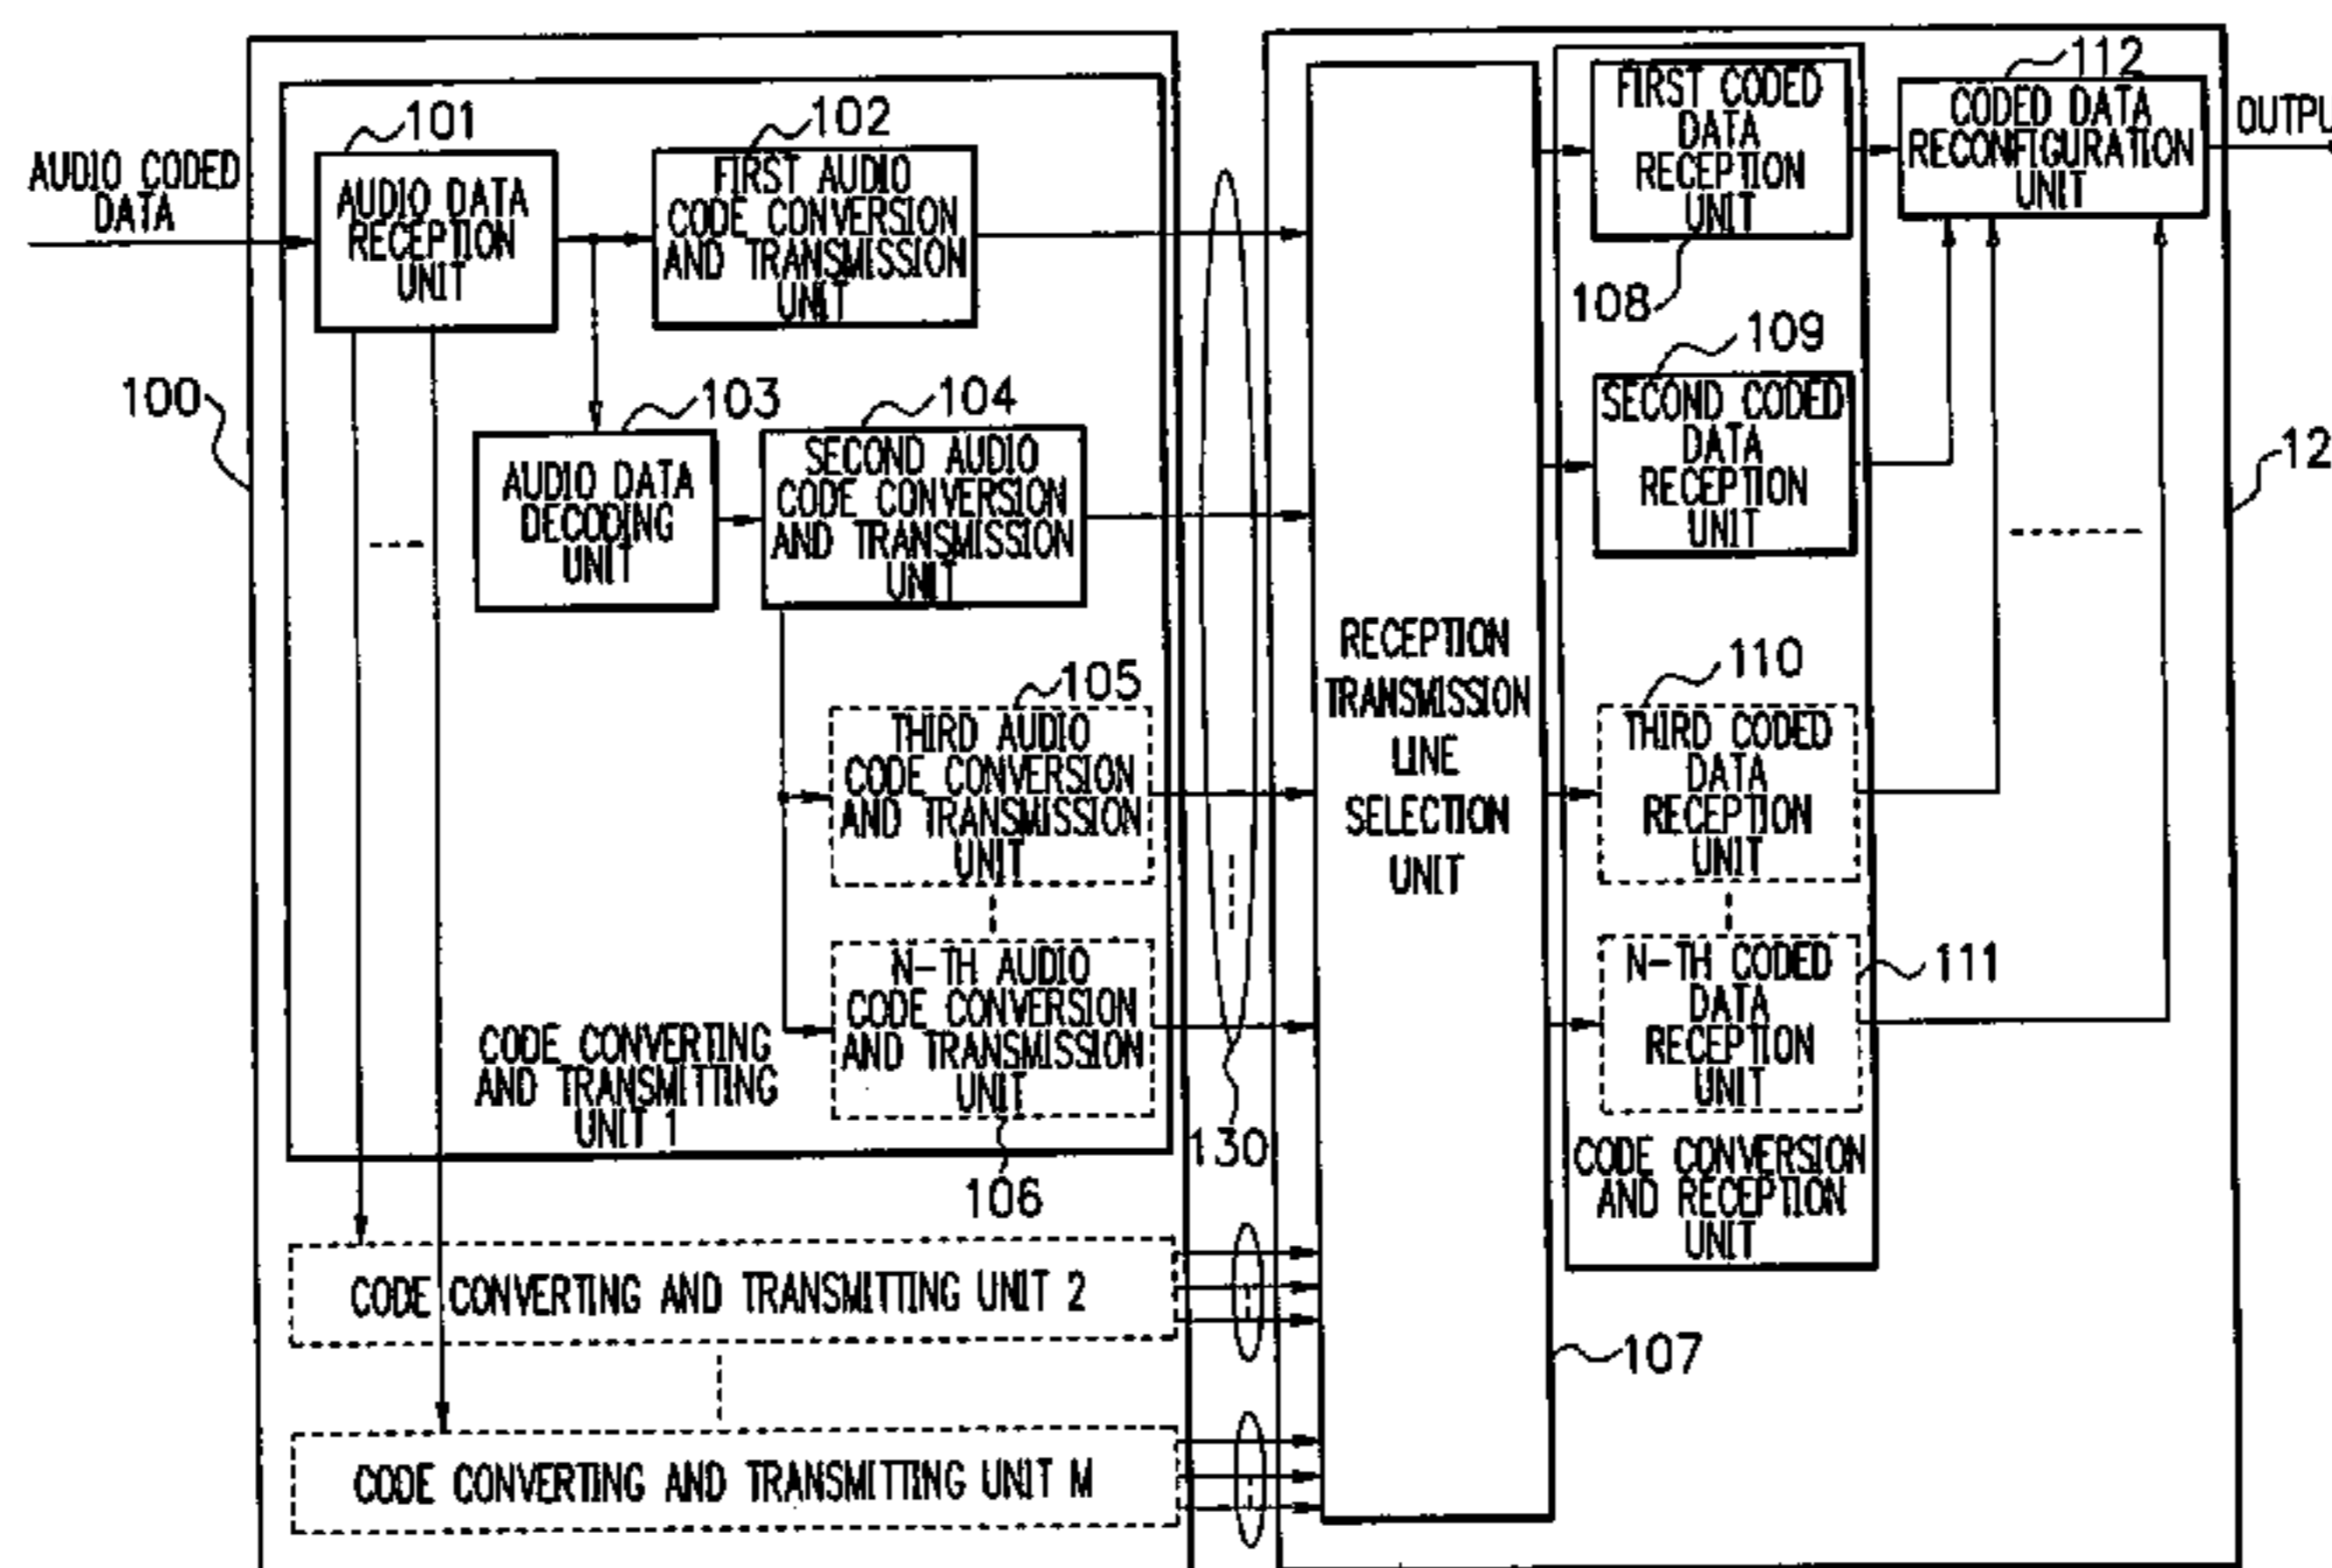 AUDIO CODED
DATA
101
AUDIO DATA
RECEPTION
UNIT
102
FIRST AUDIO
CODE CONVERSION
AND TRANSMISSION
UNIT
100
103
AUDIO DATA
DECODING
UNIT
104
SECOND AUDIO
CODE CONVERSION
AND TRANSMISSION
UNIT
105
THIRD AUDIO
CODE CONVERSION
AND TRANSMISSION
UNIT
N-TH AUDIO
CODE CONVERSION
AND TRANSMISSION
UNIT
106
CODE CONVERTING
AND TRANSMITTING
UNIT 1
CODE CONVERTING AND TRANSMITTING UNIT 2
CODE CONVERTING AND TRANSMITTING UNIT M
130
RECEPTION
TRANSMISSION
LINE
SELECTION
UNIT
107
FIRST CODED
DATA
RECEPTION
UNIT
108
109
SECOND CODED
DATA
RECEPTION
UNIT
110
THIRD CODED
DATA
RECEPTION
UNIT
N-TH CODED
DATA
RECEPTION
UNIT
111
CODE CONVERSION
AND RECEPTION
UNIT
112
CODED DATA
RECONFIGURATION
UNIT
OUTPU
12